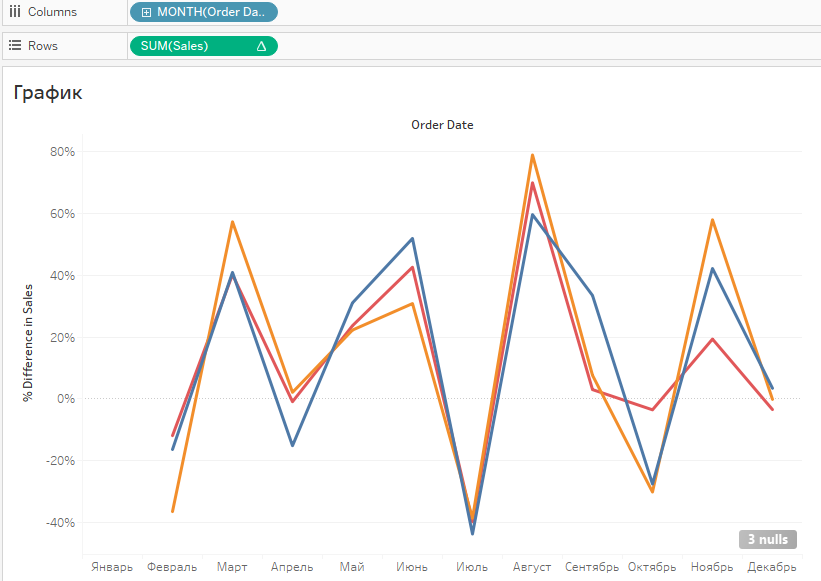 Columns
MONTH(Order Da..
Rows
SUM(Sales)
График
Order Date
80%
60%
40%
20%
0%
-20%
-40%
% Difference in Sales
3 nulls
Январь Февраль Март Апрель Май Июнь Июль Август Сентябрь Октябрь Ноябрь Декабрь